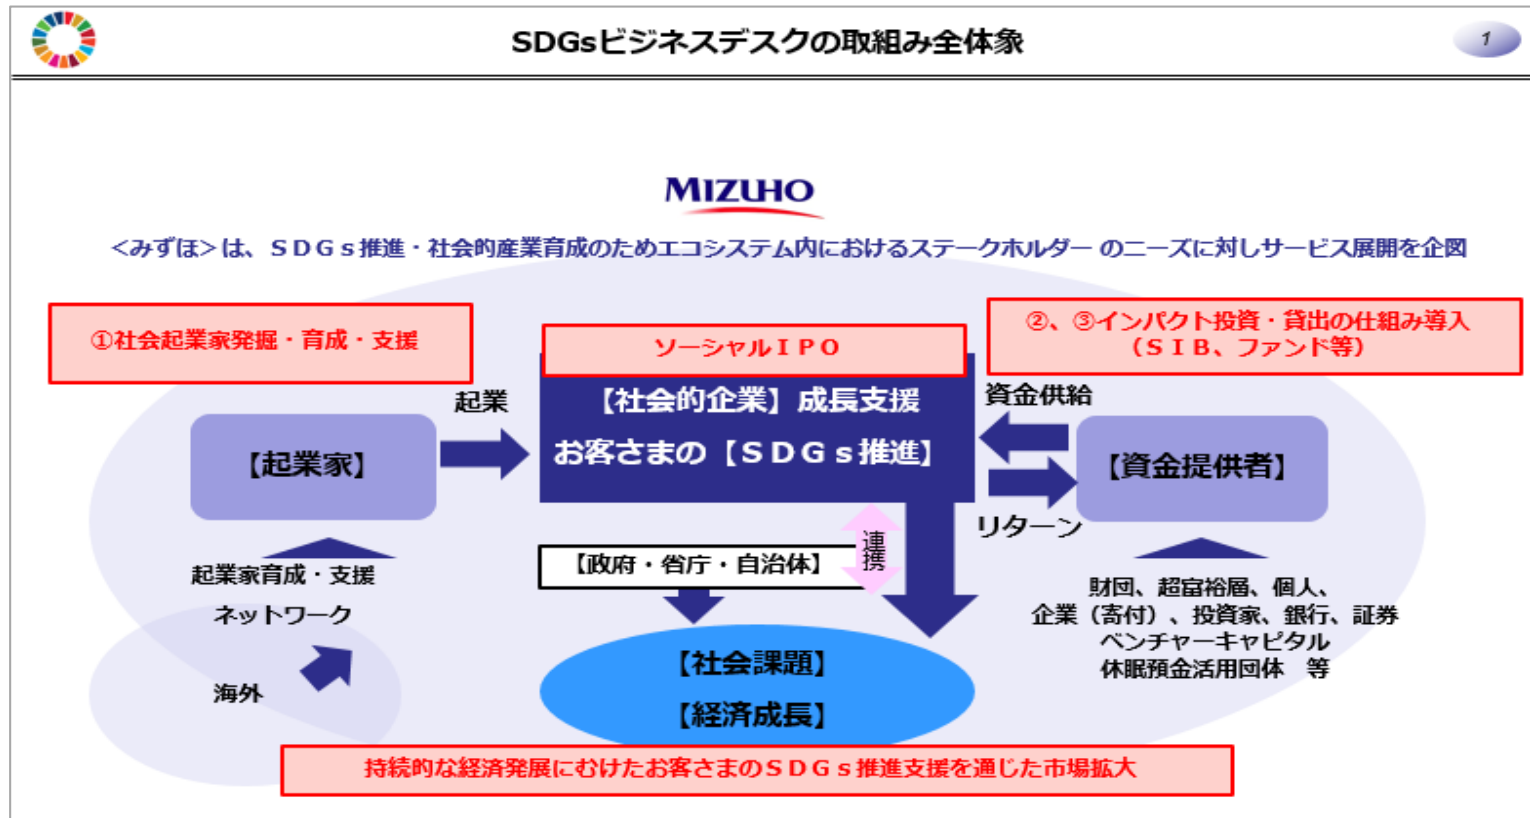 SDGsビジネスデスクの取組み全体象
1
MIZUHO
<みずほ>は、ＳＤＧｓ推進・社会的産業育成のためエコシステム内におけるステークホルダー のニーズに対しサービス展開を企図
①社会起業家発掘・育成・支援
ソーシャルＩＰＯ
②、③インパクト投資・貸出の仕組み導入
（ＳＩＢ、ファンド等）
起業
【社会的企業】成長支援
お客さまの【ＳＤＧｓ推進】
資金供給
【起業家】
【資金提供者】
リターン
連携
【政府・省庁・自治体】
起業家育成・支援
ネットワーク
海外
財団、超富裕層、個人、
企業（寄付）、投資家、銀行、証券
ベンチャーキャピタル
休眠預金活用団体　等
【社会課題】
【経済成長】
持続的な経済発展にむけたお客さまのＳＤＧｓ推進支援を通じた市場拡大